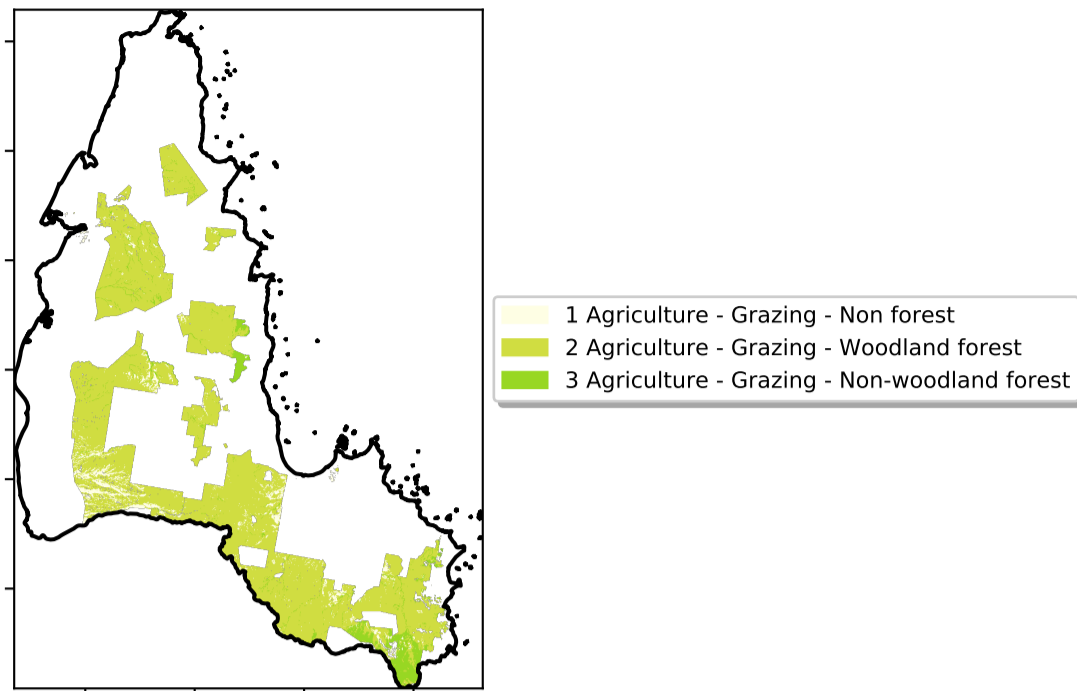 1 Agriculture - Grazing - Non forest
2 Agriculture - Grazing - Woodland forest
3 Agriculture - Grazing - Non-woodland forest